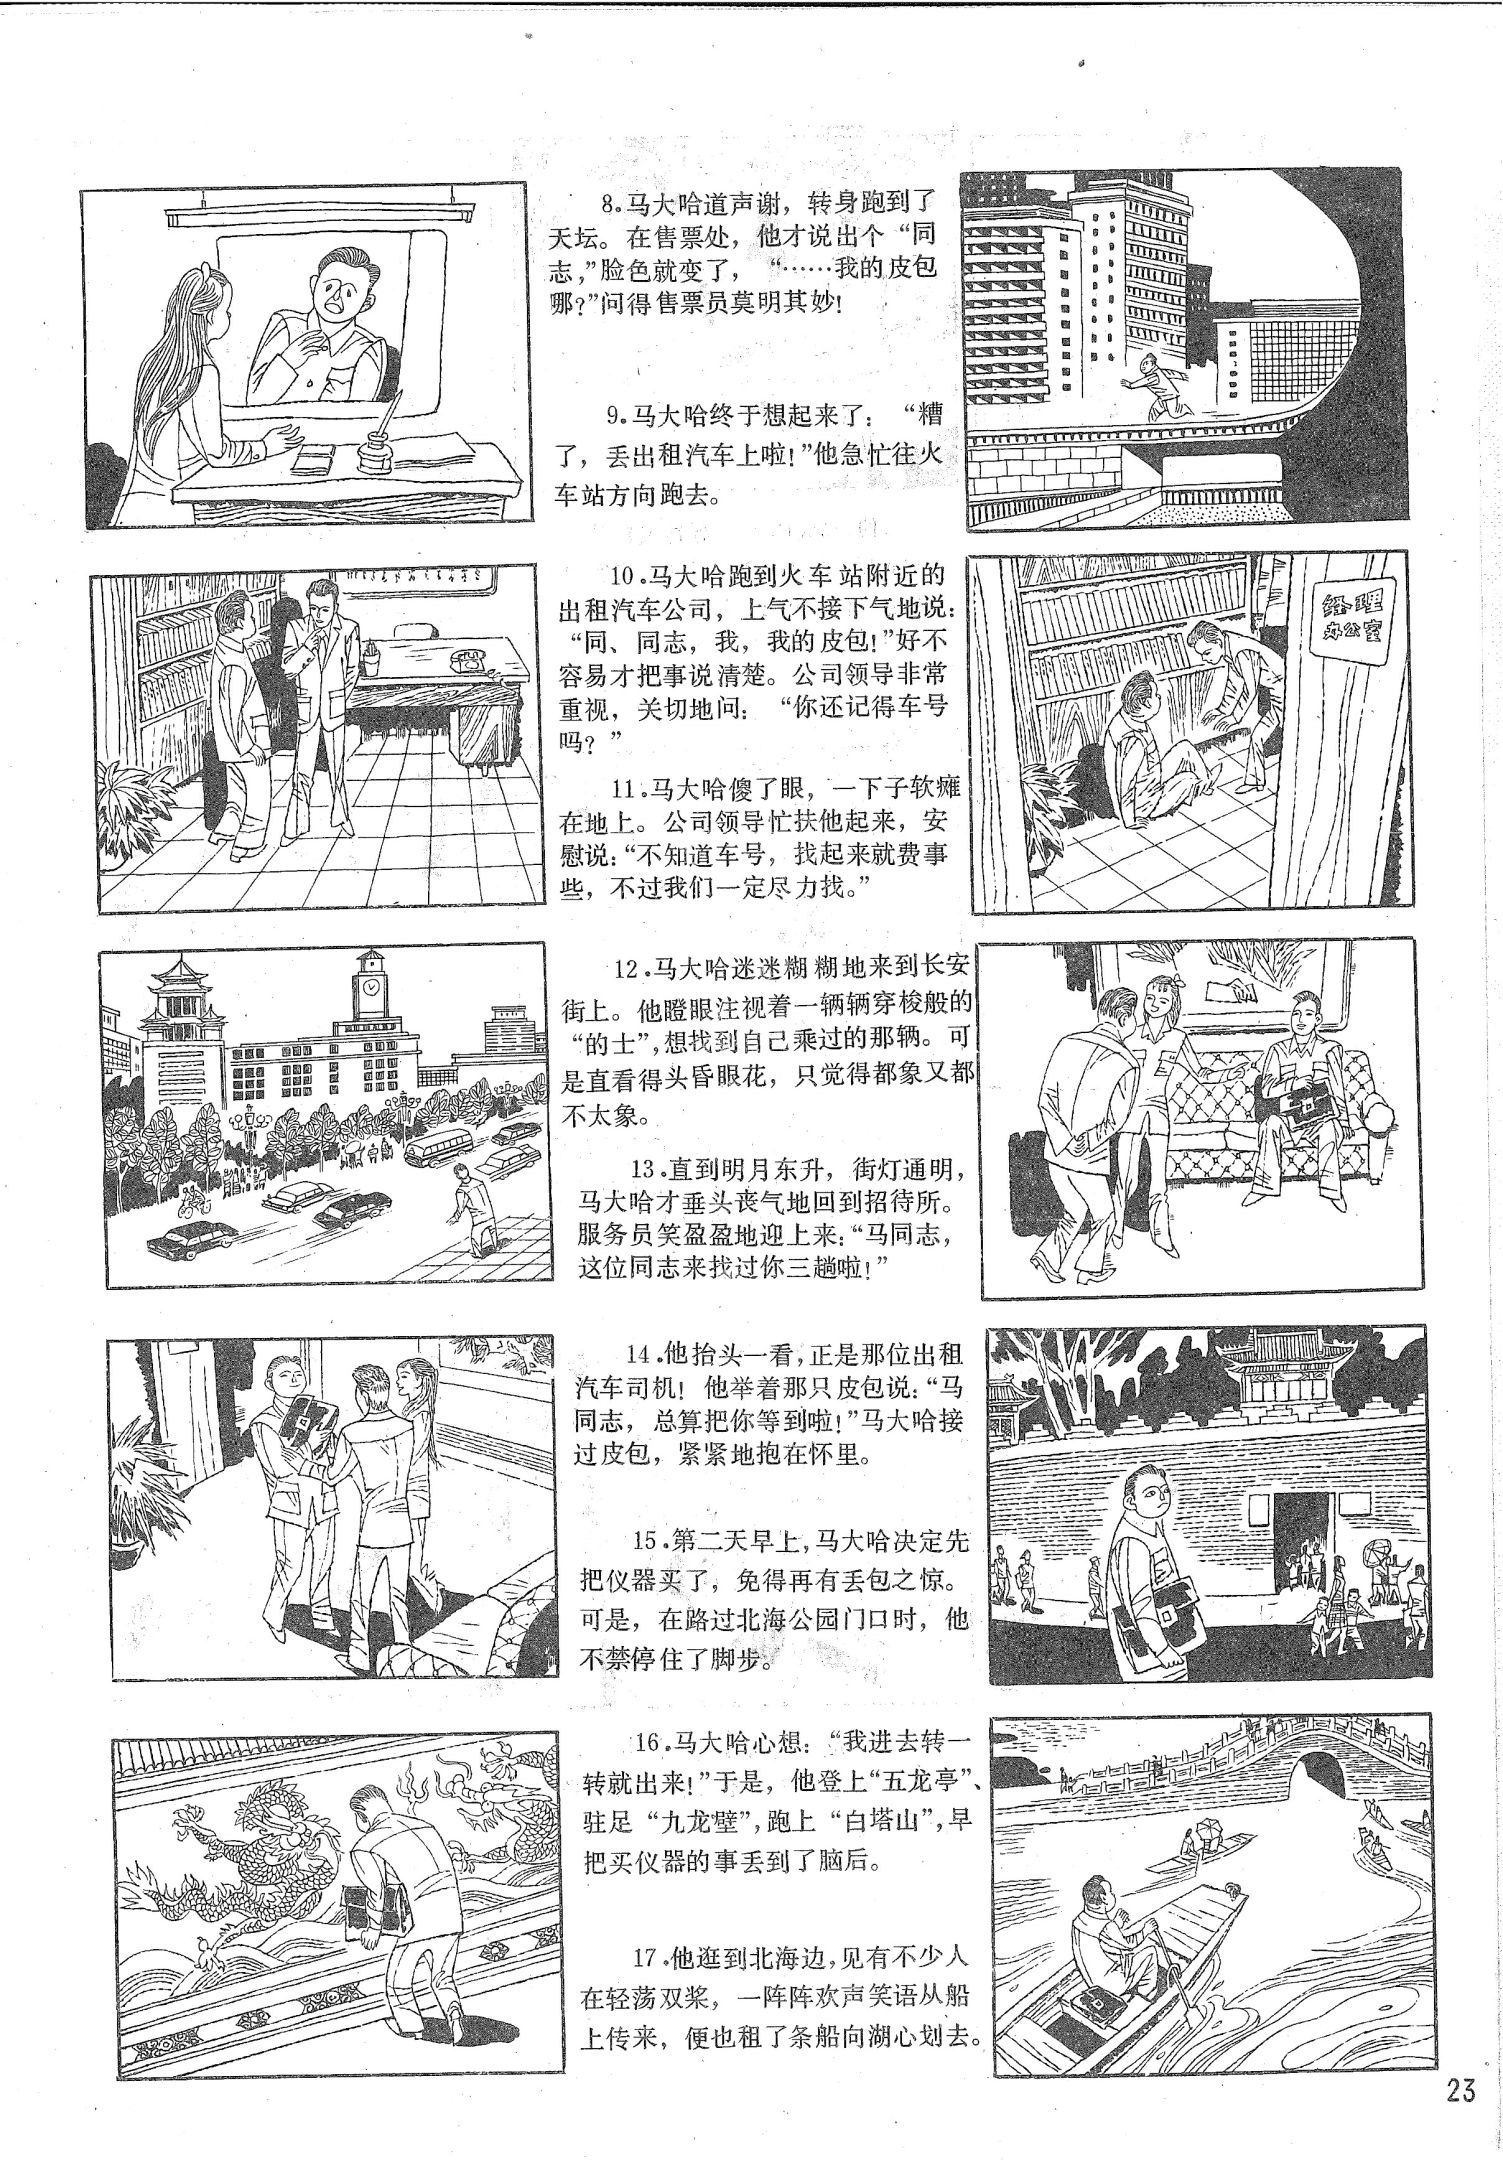 8.马大哈道声谢，转身跑到了
天坛。在售票处，他才说出个“同
志，”脸色就变了，“……我的皮包
哪？”问得售票员莫明其妙！
9.马大哈终于想起来了：“糟
了，丢出租汽车上啦！”他急忙往火
车站方向跑去。
10.马大哈跑到火车站附近的
出租汽车公司，上气不接下气地说：
“同、同志，我，我的皮包！”好不
容易才把事说清楚。公司领导非常
重视，关切地问：“你还记得车号
吗？”
经理
办公室
11.马大哈傻了眼，一下子软瘫
在地上。公司领导忙扶他起来，安
慰说：“不知道车号，找起来就费事
些，不过我们一定尽力找。”
12.马大哈迷迷糊糊地来到长安
街上。他瞪眼注视着一辆辆穿梭般的
“的士”，想找到自己乘过的那辆。可
是直看得头昏眼花，只觉得都象又都
不太象。
13.直到明月东升，街灯通明，
马大哈才垂头丧气地回到招待所。
服务员笑盈盈地迎上来：“马同志，
这位同志来找过你三趟啦！”
14.他抬头一看，正是那位出租
汽车司机！他举着那只皮包说：“马
同志，总算把你等到啦！”马大哈接
过皮包，紧紧地抱在怀里。
15.第二天早上，马大哈决定先
把仪器买了，免得再有丢包之惊。
可是，在路过北海公园门口时，他
不禁停住了脚步。
16.马大哈心想：“我进去转一
转就出来！”于是，他登上“五龙亭”、
驻足“九龙壁”，跑上“白塔山”，早
把买仪器的事丢到了脑后。
17.他逛到北海边，见有不少人
在轻荡双桨，一阵阵欢声笑语从船
上传来，便也租了条船向湖心划去。
23